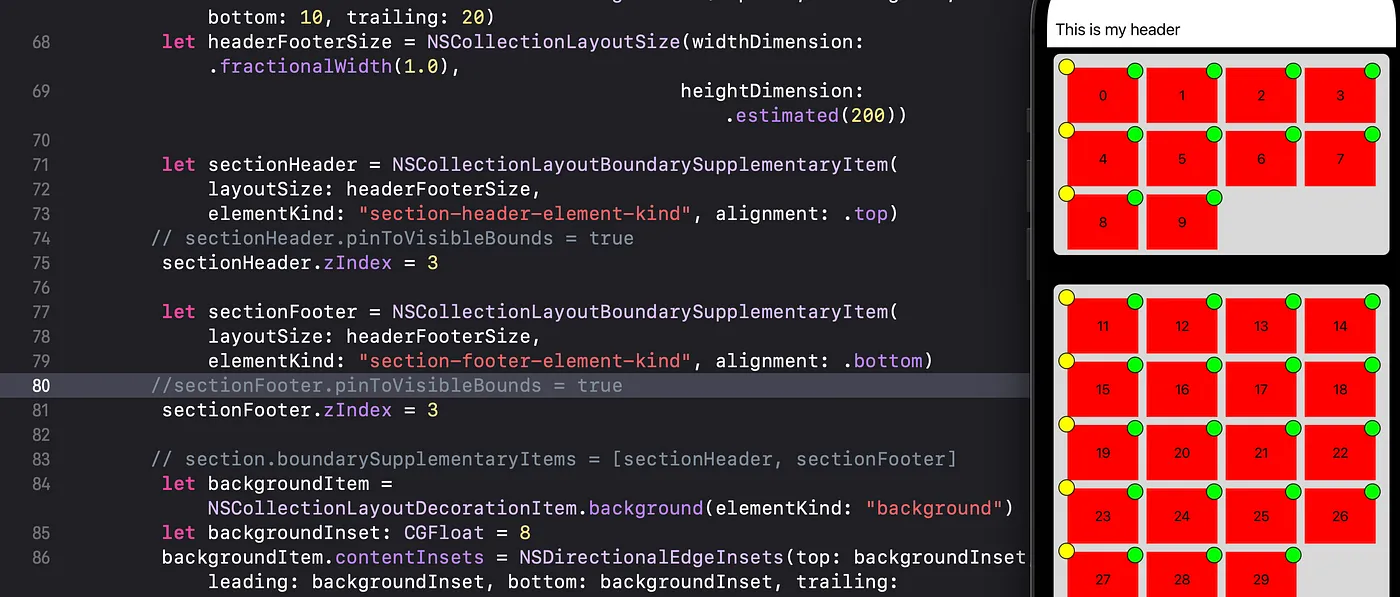 bottom: 10, trailing: 20)
68 let headerFooterSize = NSCollectionLayoutSize(widthDimension:
.fractionalWidth(1.0),
69 heightDimension:
.estimated(200))
70
71 let sectionHeader = NSCollectionLayoutBoundarySupplementaryItem(
72 layoutSize: headerFooterSize,
73 elementKind: "section-header-element-kind", alignment: .top)
74 // sectionHeader.pinToVisibleBounds = true
75 sectionHeader.zIndex = 3
76
77 let sectionFooter = NSCollectionLayoutBoundarySupplementaryItem(
78 layoutSize: headerFooterSize,
79 elementKind: "section-footer-element-kind", alignment: .bottom)
80 //sectionFooter.pinToVisibleBounds = true
81 sectionFooter.zIndex = 3
82
83 // section.boundarySupplementaryItems = [sectionHeader, sectionFooter]
84 let backgroundItem =
NSCollectionLayoutDecorationItem.background(elementKind: "background")
85 let backgroundInset: CGFloat = 8
86 backgroundItem.contentInsets = NSDirectionalEdgeInsets(top: backgroundInset
leading: backgroundInset, bottom: backgroundInset, trailing:
This is my header
0 1 2 3
4 5 6 7
8 9
11 12 13 14
15 16 17 18
19 20 21 22
23 24 25 26
27 28 29